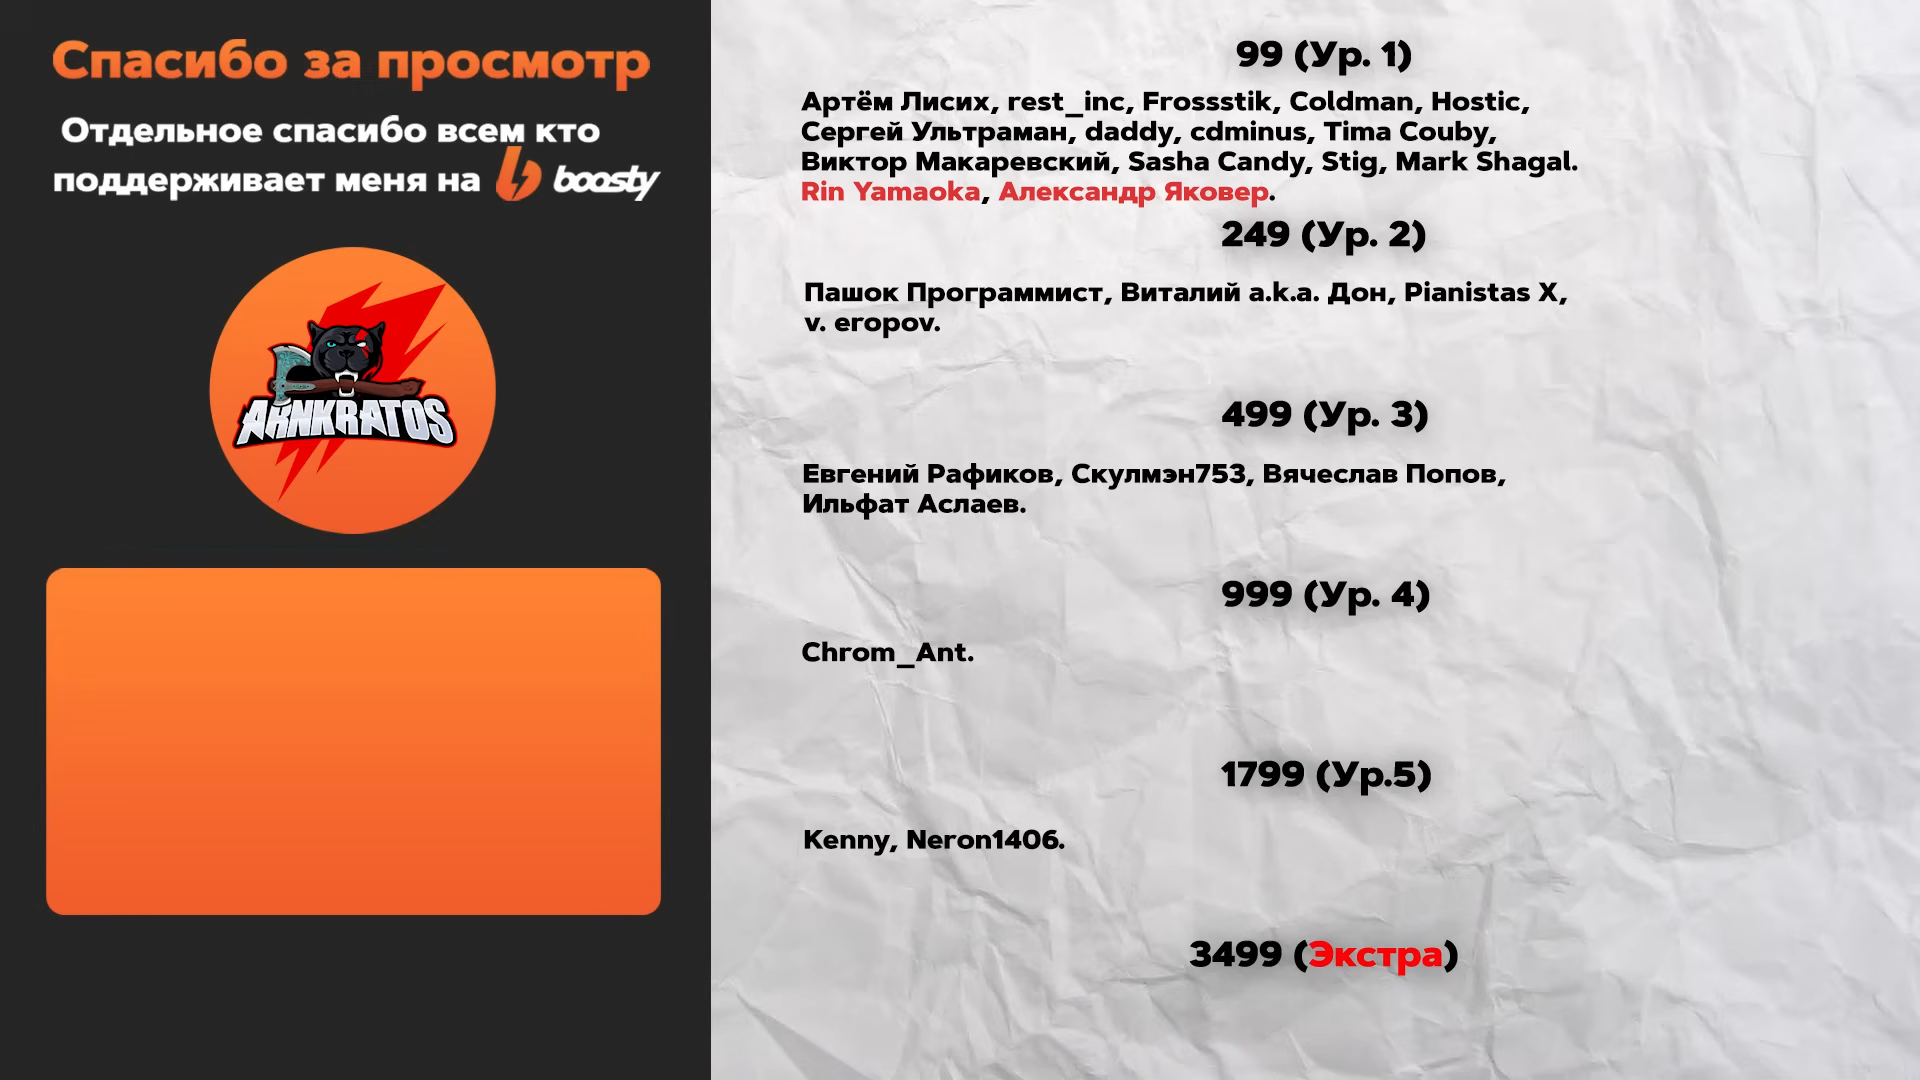 Спасибо за просмотр
Отдельное спасибо всем кто
поддерживает меня на boosty
ARNKRATOS
99 (Ур. 1)
Артём Лисих, rest_inc, Frossstik, Coldman, Hostic,
Сергей Ультраман, daddy, cdminus, Tima Couby,
Виктор Макаревский, Sasha Candy, Stig, Mark Shagal.
Rin Yamaoka, Александр Яковер.
249 (Ур. 2)
Пашок Программист, Виталий a.k.a. Дон, Pianistas X,
v. eropov.
499 (Ур. 3)
Евгений Рафиков, Скулмэн753, Вячеслав Попов,
Ильфат Аслаев.
999 (Ур. 4)
Chrom_Ant.
1799 (Ур.5)
Kenny, Neron1406.
3499 (Экстра)